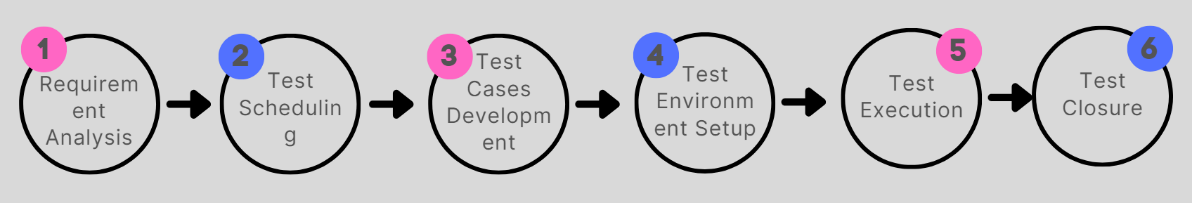 1
Requirem
ent
Analysis
2
Test
Schedulin
g
3
Test
Cases
Developm
ent
4
Test
Environm
ent Setup
5
Test
Execution
6
Test
Closure